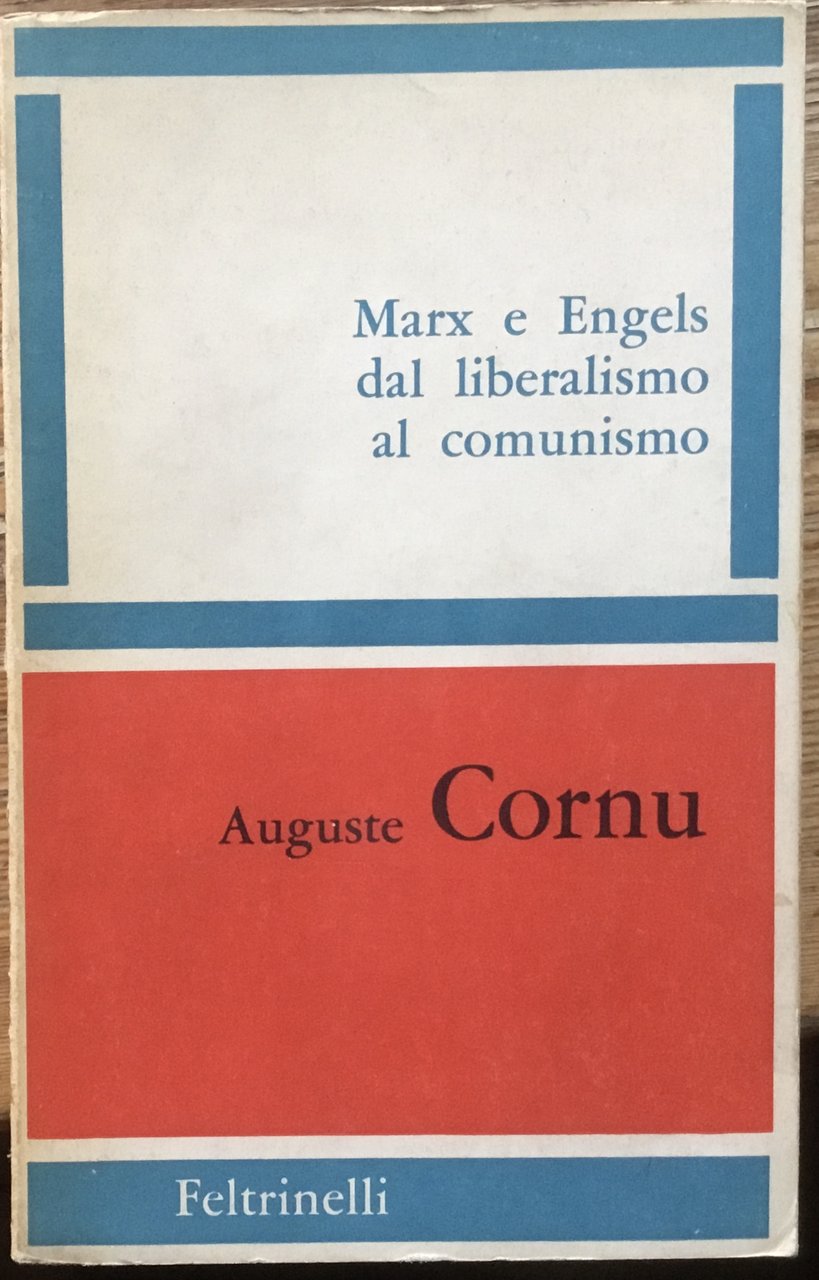 Marx e Engels
dal liberalismo
al comunismo
Auguste Cornu
Feltrinelli